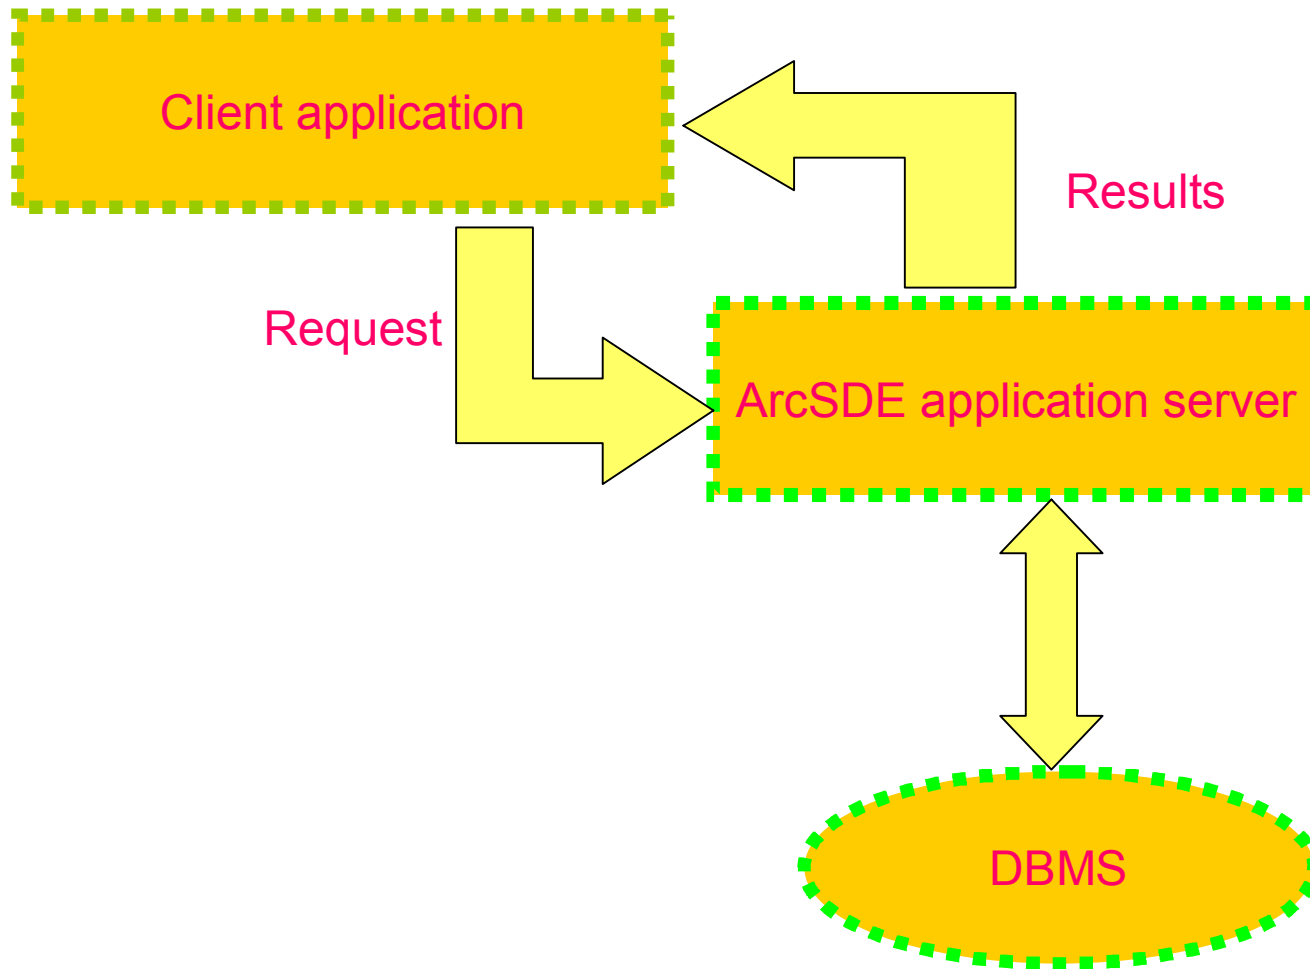 Client application
Results
Request
ArcSDE application server
DBMS